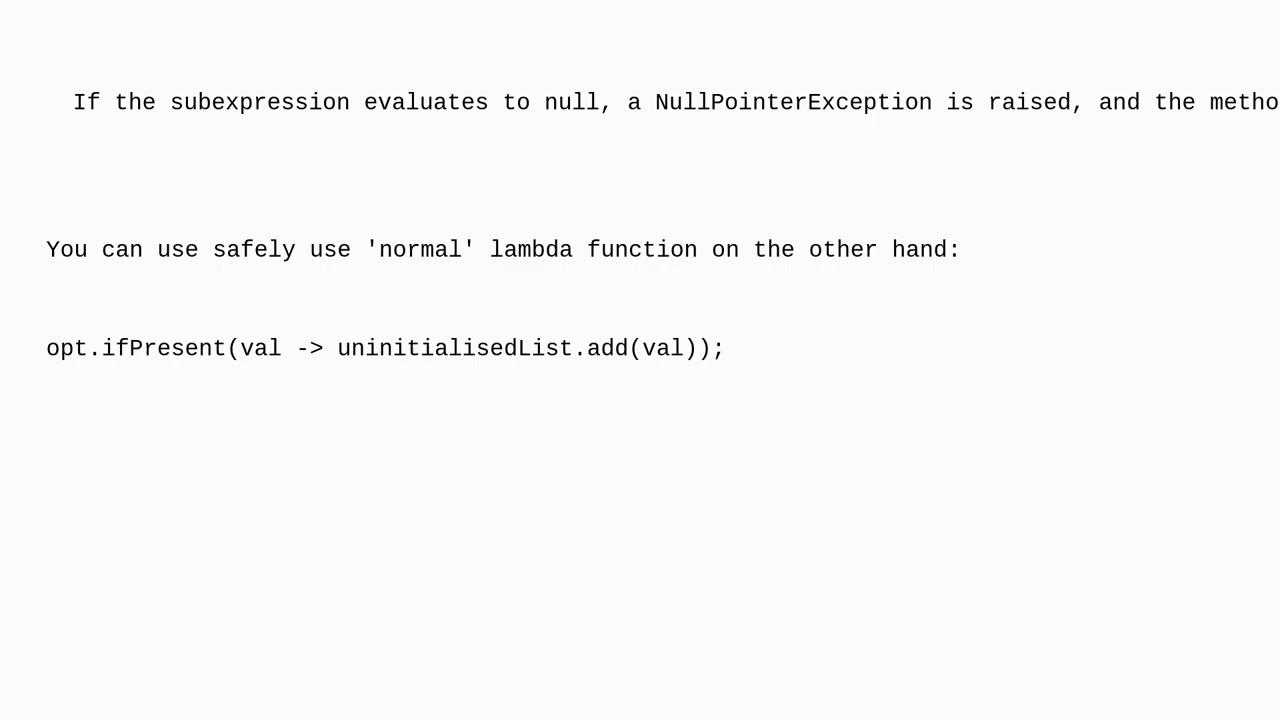 If the subexpression evaluates to null, a NullPointerException is raised, and the metho
You can use safely use 'normal' lambda function on the other hand:
opt.ifPresent(val -> uninitialisedList.add(val));